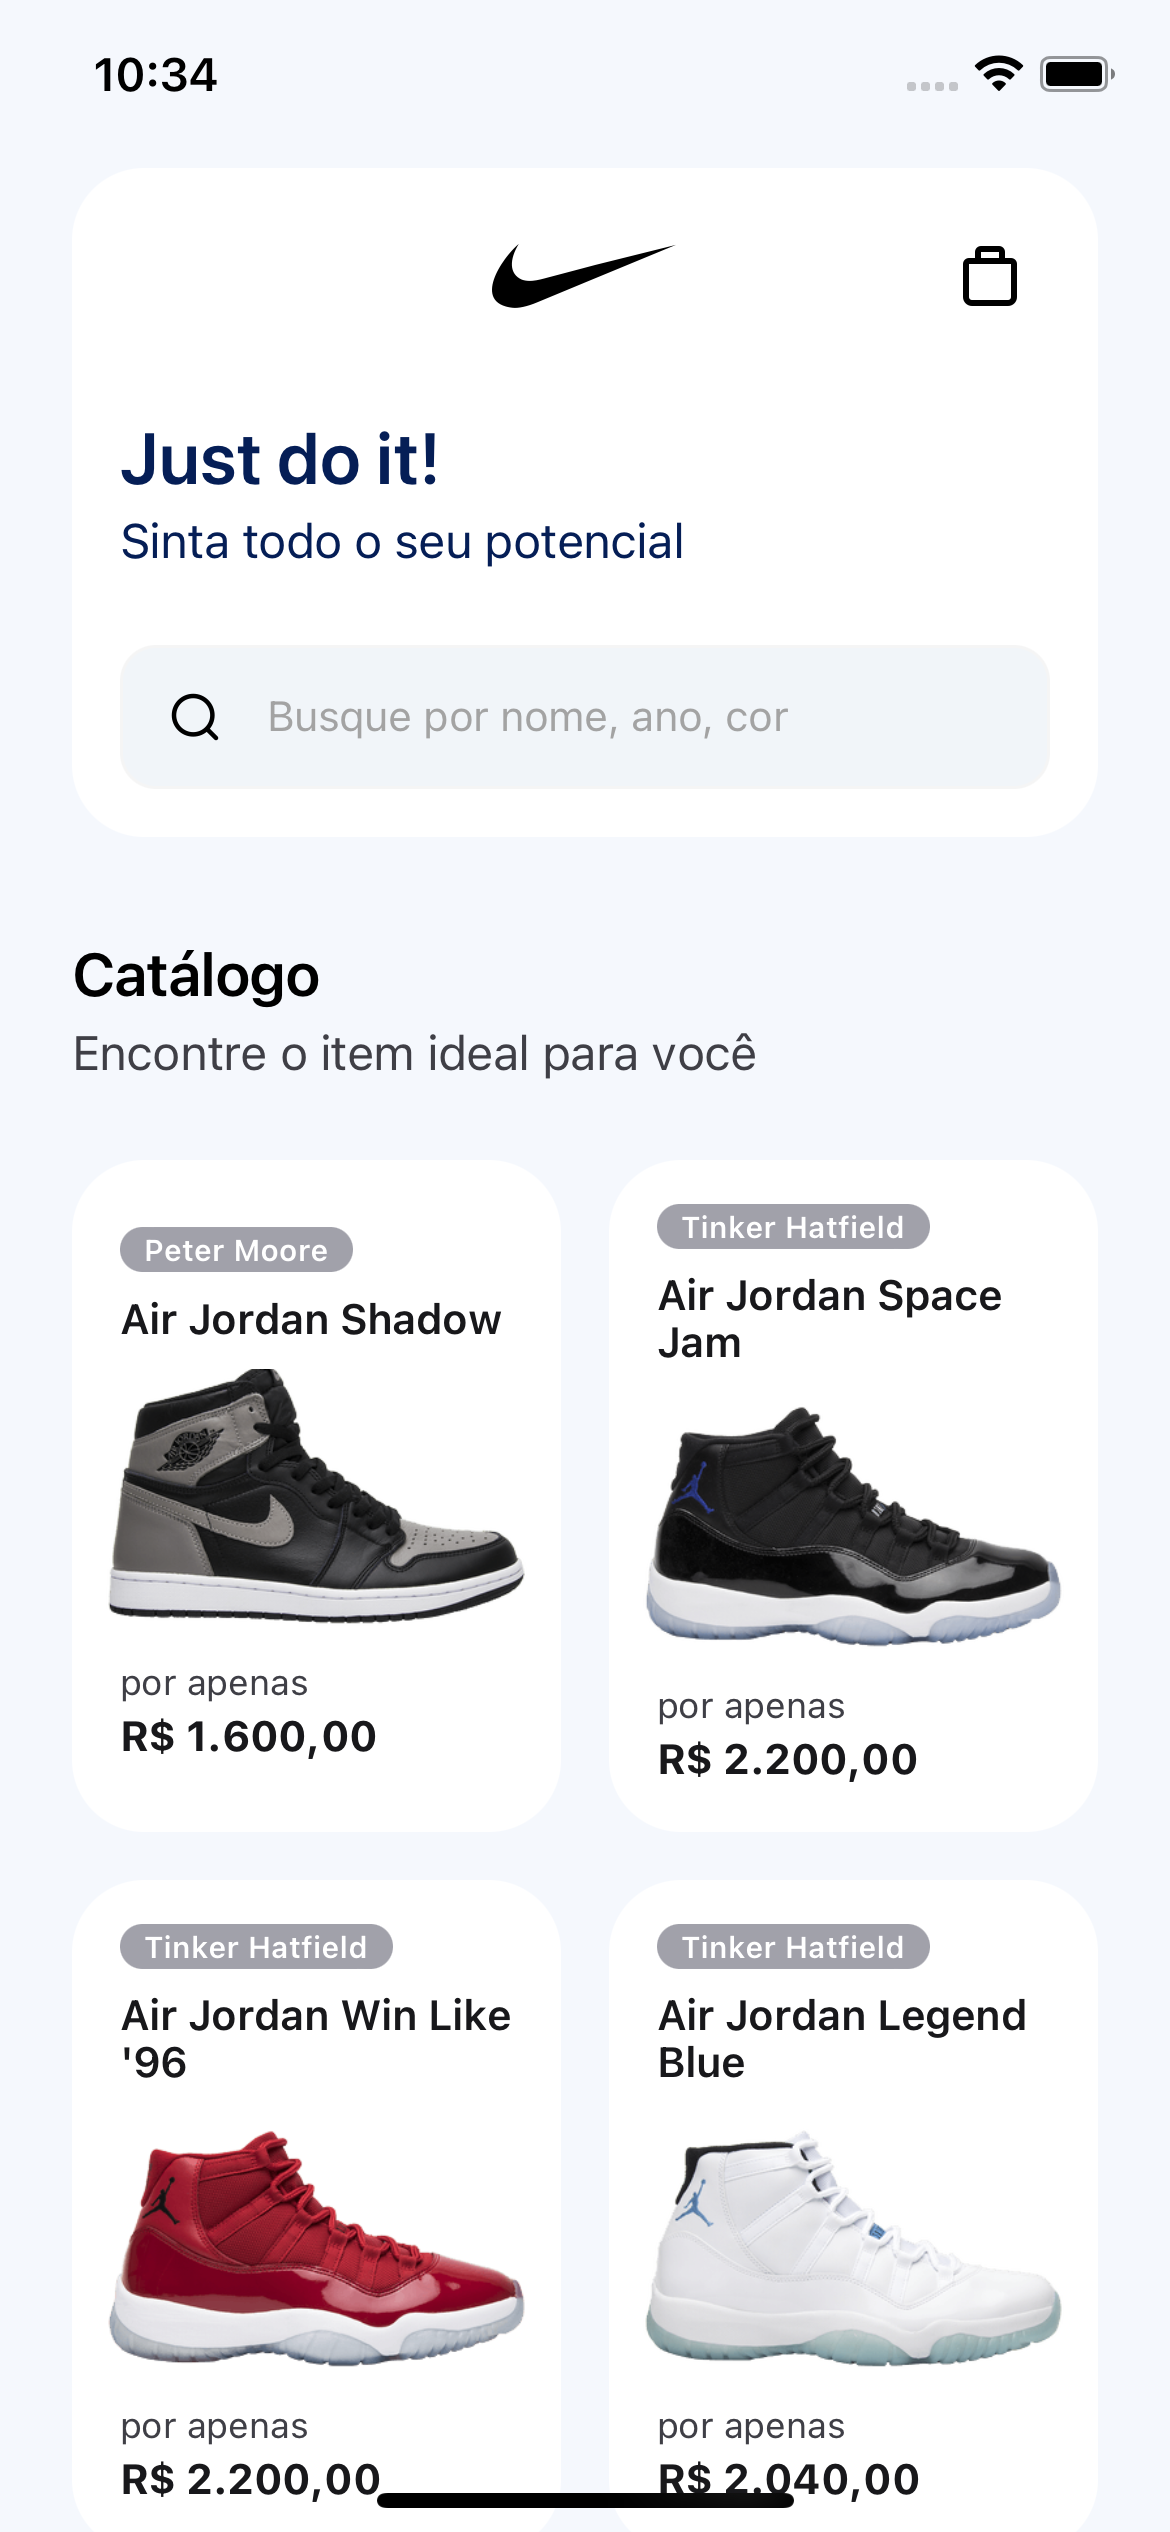 10:34
Just do it!
Sinta todo o seu potencial
Busque por nome, ano, cor
Catálogo
Encontre o item ideal para você
Peter Moore
Air Jordan Shadow
por apenas
R$ 1.600,00
Tinker Hatfield
Air Jordan Space
Jam
por apenas
R$ 2.200,00
Tinker Hatfield
Air Jordan Win Like
'96
por apenas
R$ 2.200,00
Tinker Hatfield
Air Jordan Legend
Blue
por apenas
R$ 2.040,00